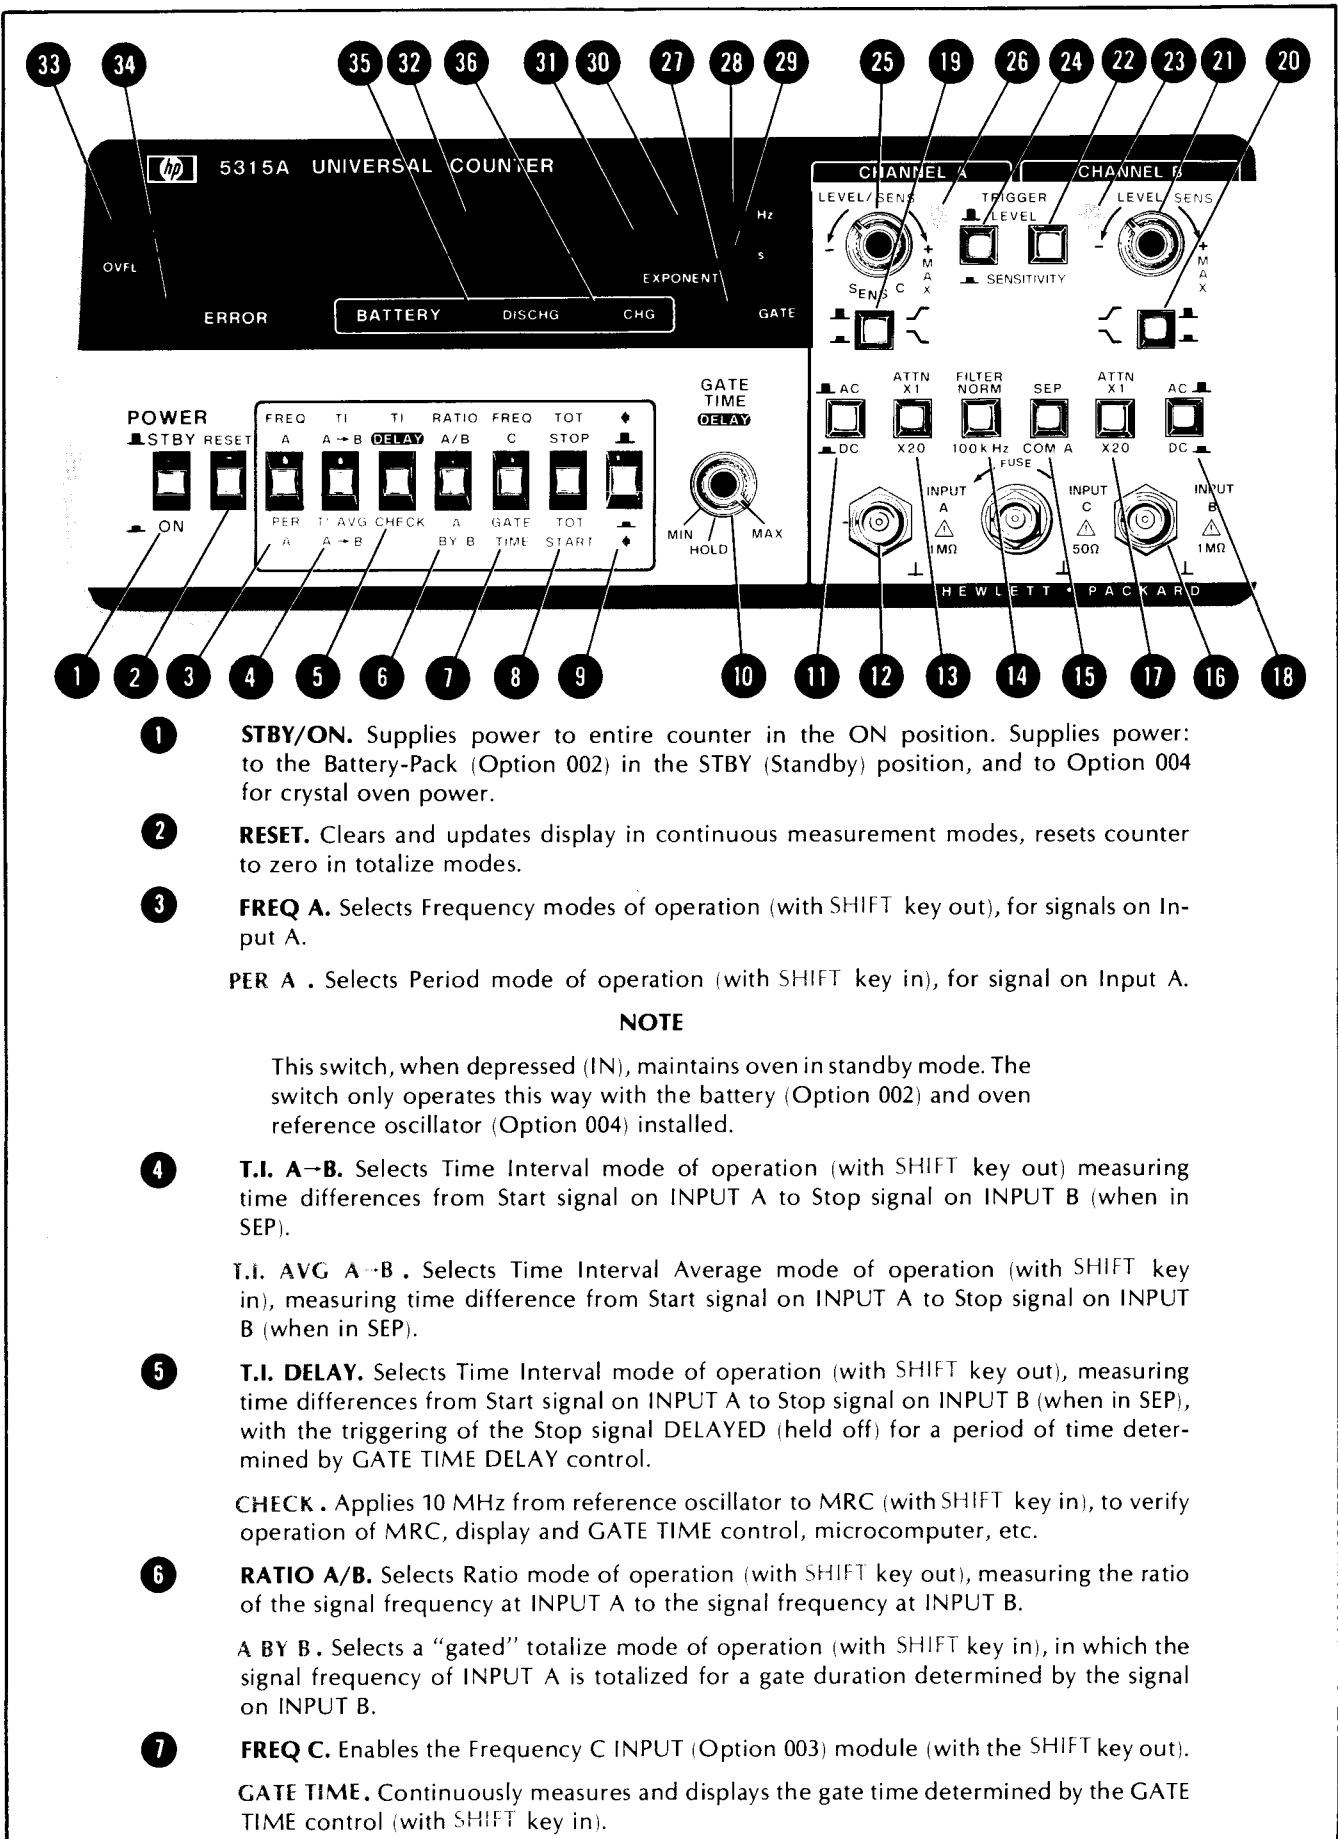 33 34 35 32 36 31 30 27 28 29 25 19 26 24 22 23 21 20
hp 5315A UNIVERSAL COUNTER
CHANNEL A CHANNEL B
LEVEL/SENS TRIGGER LEVEL/SENS
LEVEL
Hz
OVFL
s
- + MAX - + MAX
EXPONENT
SENSITIVITY
SENS C
ERROR BATTERY DISCHG CHG GATE
GATE
TIME
DELAY
ATTN FILTER ATTN
AC X1 NORM SEP X1 AC
POWER
STBY RESET
FREQ TI TI RATIO FREQ TOT
A A→B DELAY A/B C STOP
DC X20 100kHz COM A X20 DC
FUSE
INPUT INPUT INPUT
A C B
1MΩ 50Ω 1MΩ
ON
PER T' AVG CHECK A GATE TOT
A A→B BY B TIME START
MIN MAX
HOLD
HEWLETT • PACKARD
1 2 3 4 5 6 7 8 9 10 11 12 13 14 15 17 16 18
1 STBY/ON. Supplies power to entire counter in the ON position. Supplies power:
to the Battery-Pack (Option 002) in the STBY (Standby) position, and to Option 004
for crystal oven power.
2 RESET. Clears and updates display in continuous measurement modes, resets counter
to zero in totalize modes.
3 FREQ A. Selects Frequency modes of operation (with SHIFT key out), for signals on In-
put A.
PER A . Selects Period mode of operation (with SHIFT key in), for signal on Input A.
NOTE
This switch, when depressed (IN), maintains oven in standby mode. The
switch only operates this way with the battery (Option 002) and oven
reference oscillator (Option 004) installed.
4 T.I. A→B. Selects Time Interval mode of operation (with SHIFT key out) measuring
time differences from Start signal on INPUT A to Stop signal on INPUT B (when in
SEP).
T.I. AVG A→B . Selects Time Interval Average mode of operation (with SHIFT key
in), measuring time difference from Start signal on INPUT A to Stop signal on INPUT
B (when in SEP).
5 T.I. DELAY. Selects Time Interval mode of operation (with SHIFT key out), measuring
time differences from Start signal on INPUT A to Stop signal on INPUT B (when in SEP),
with the triggering of the Stop signal DELAYED (held off) for a period of time deter-
mined by GATE TIME DELAY control.
CHECK . Applies 10 MHz from reference oscillator to MRC (with SHIFT key in), to verify
operation of MRC, display and GATE TIME control, microcomputer, etc.
6 RATIO A/B. Selects Ratio mode of operation (with SHIFT key out), measuring the ratio
of the signal frequency at INPUT A to the signal frequency at INPUT B.
A BY B . Selects a “gated” totalize mode of operation (with SHIFT key in), in which the
signal frequency of INPUT A is totalized for a gate duration determined by the signal
on INPUT B.
7 FREQ C. Enables the Frequency C INPUT (Option 003) module (with the SHIFT key out).
GATE TIME. Continuously measures and displays the gate time determined by the GATE
TIME control (with SHIFT key in).